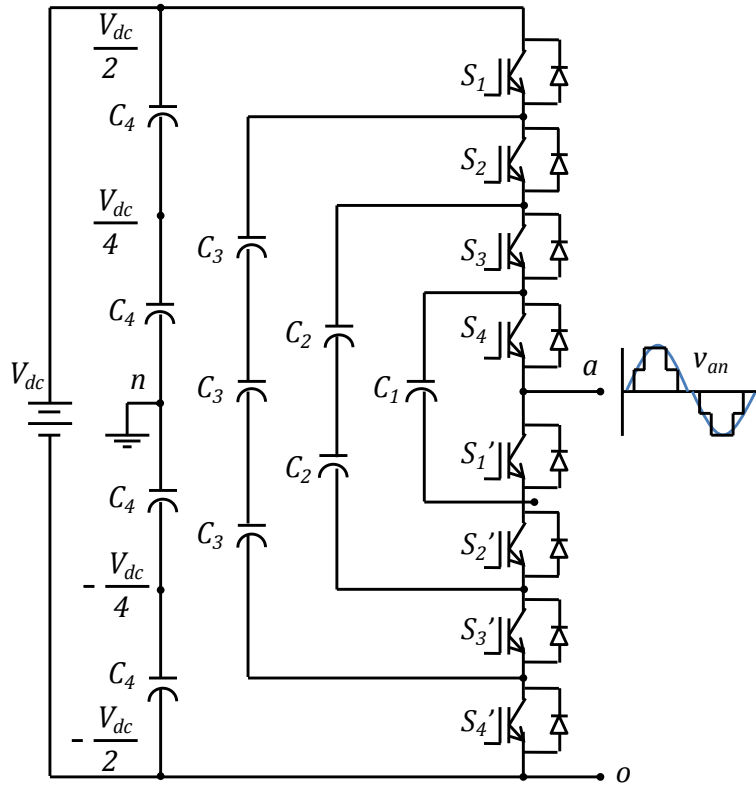 V_dc/2
S_1
C_4
S_2
V_dc/4
C_3
S_3
C_4
C_2
S_4
V_dc
n
C_3
C_1
a
v_an
C_2
S_1'
C_4
C_3
S_2'
- V_dc/4
S_3'
C_4
S_4'
- V_dc/2
o